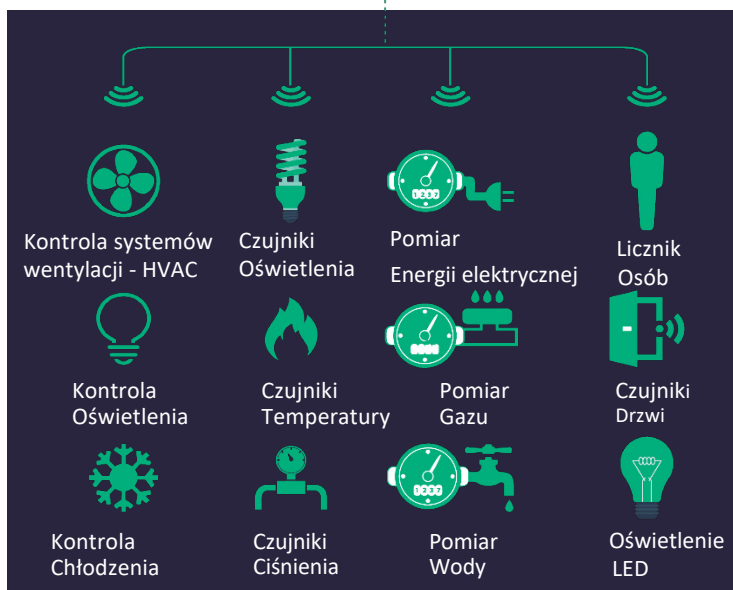 Kontrola systemów
wentylacji - HVAC
Czujniki
Oświetlenia
Pomiar
Energii elektrycznej
Licznik
Osób
Kontrola
Oświetlenia
Czujniki
Temperatury
Pomiar
Gazu
Czujniki
Drzwi
Kontrola
Chłodzenia
Czujniki
Ciśnienia
Pomiar
Wody
Oświetlenie
LED